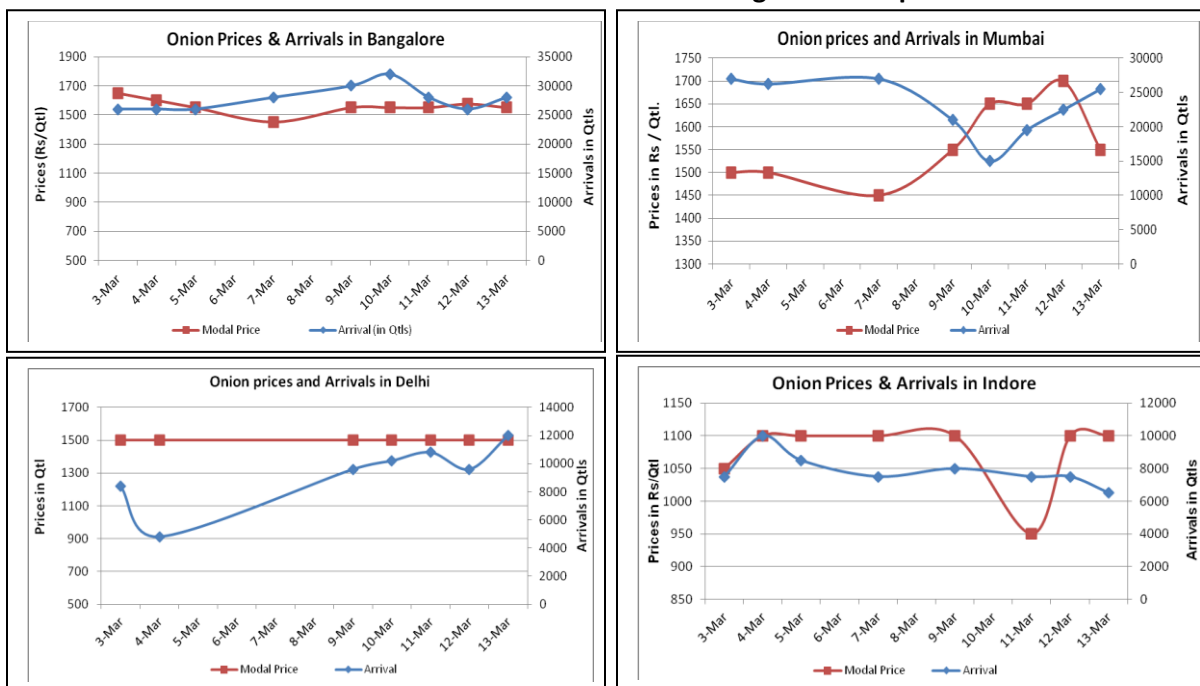 Onion Prices & Arrivals in Bangalore
1900
1700
1500
1300
1100
900
700
500
35000
30000
25000
20000
15000
10000
5000
0
Prices (Rs/Qtl)
Arrivals in Qtls
3-Mar
4-Mar
5-Mar
6-Mar
7-Mar
8-Mar
9-Mar
10-Mar
11-Mar
12-Mar
13-Mar
Modal Price
Arrival (in Qtls)
Onion prices and Arrivals in Mumbai
1750
1700
1650
1600
1550
1500
1450
1400
1350
1300
30000
25000
20000
15000
10000
5000
0
Prices in Rs / Qtl.
Arrivals in Qtls
3-Mar
4-Mar
5-Mar
6-Mar
7-Mar
8-Mar
9-Mar
10-Mar
11-Mar
12-Mar
13-Mar
Modal Price
Arrival
Onion prices and Arrivals in Delhi
1700
1500
1300
1100
900
700
500
14000
12000
10000
8000
6000
4000
2000
0
Prices in Qtl
Arrivals in Qtls
3-Mar
4-Mar
5-Mar
6-Mar
7-Mar
8-Mar
9-Mar
10-Mar
11-Mar
12-Mar
13-Mar
Modal Price
Arrival
Onion Prices & Arrivals in Indore
1150
1100
1050
1000
950
900
850
12000
10000
8000
6000
4000
2000
0
Prices in Rs/Qtl
Arrivals in Qtls
3-Mar
4-Mar
5-Mar
6-Mar
7-Mar
8-Mar
9-Mar
10-Mar
11-Mar
12-Mar
13-Mar
Modal Price
Arrival